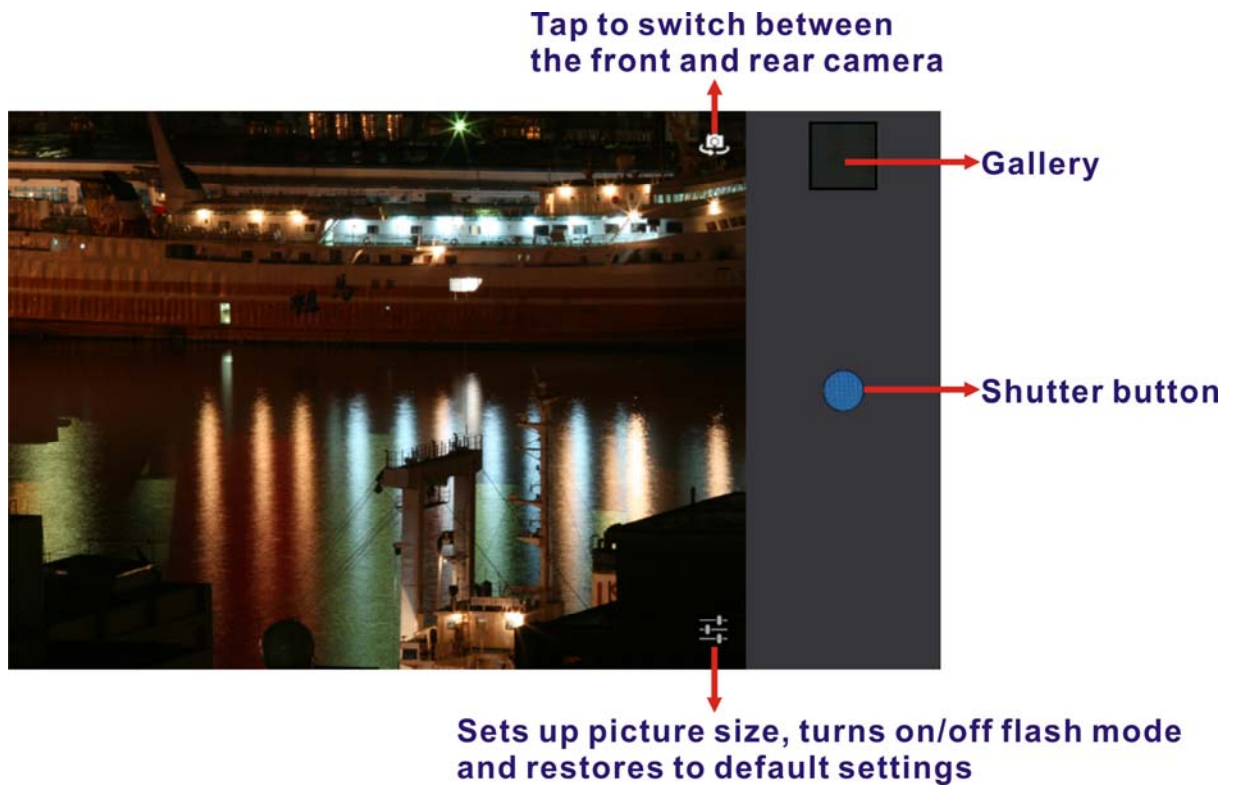 Tap to switch between
the front and rear camera
Gallery
Shutter button
Sets up picture size, turns on/off flash mode
and restores to default settings